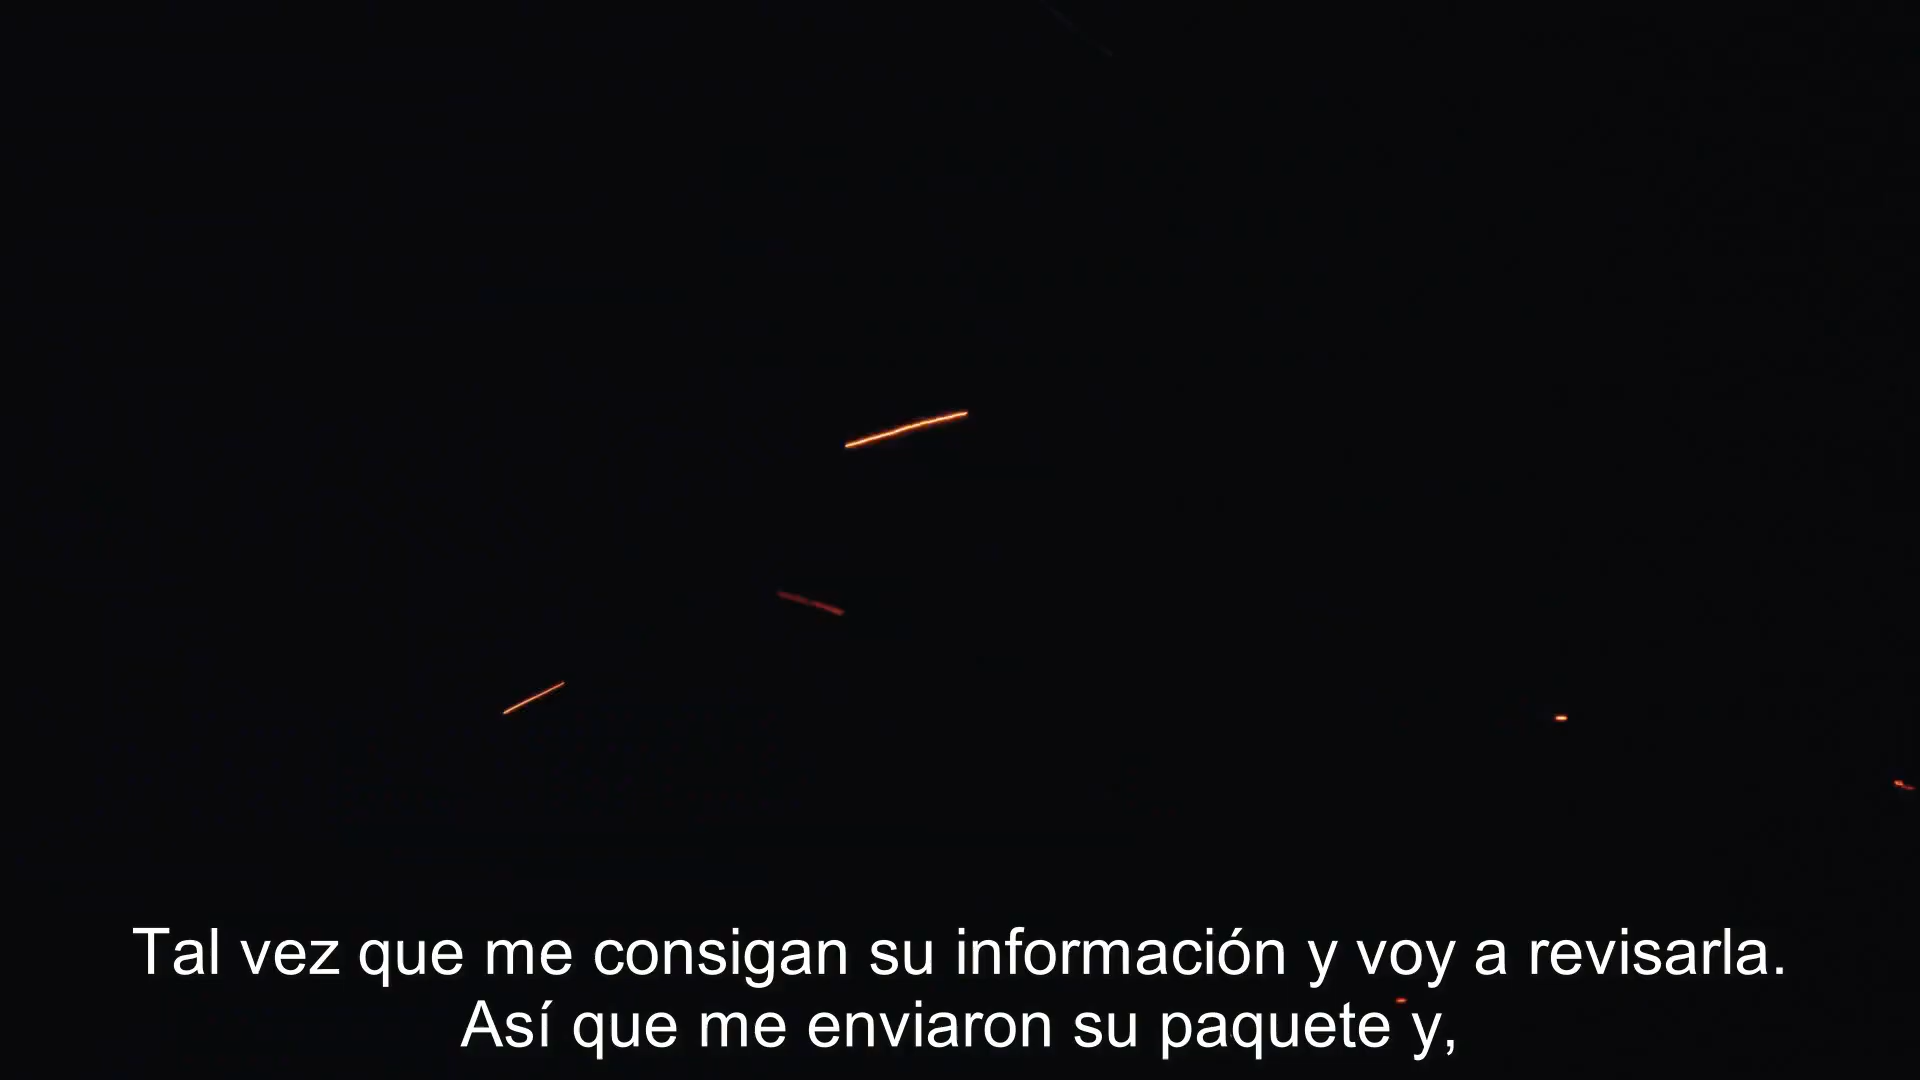 Tal vez que me consigan su información y voy a revisarla.
Así que me enviaron su paquete y,